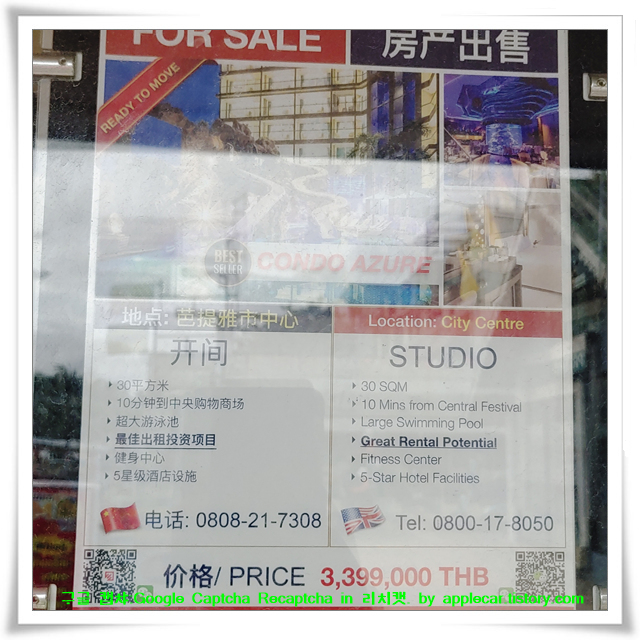 FOR SALE
房产出售
READY TO MOVE
BEST SELLER
CONDO AZURE
地点: 芭提雅市中心
Location: City Centre
开间
STUDIO
30平方米
10分钟到中央购物商场
超大游泳池
最佳出租投资项目
健身中心
5星级酒店设施
30 SQM
10 Mins from Central Festival
Large Swimming Pool
Great Rental Potential
Fitness Center
5-Star Hotel Facilities
电话: 0808-21-7308
Tel: 0800-17-8050
价格/ PRICE 3,399,000 THB
구글 캡차 Google Captcha Recaptcha in 리치캣. by applecar.tistory.com